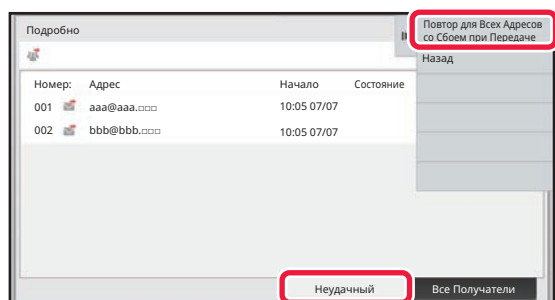 Подробно
Повтор для Всех Адресов
со Сбоем при Передаче
Назад
Номер: Адрес Начало Состояние
001 aaa@aaa.□□□ 10:05 07/07
002 bbb@bbb.□□□ 10:05 07/07
Неудачный Все Получатели